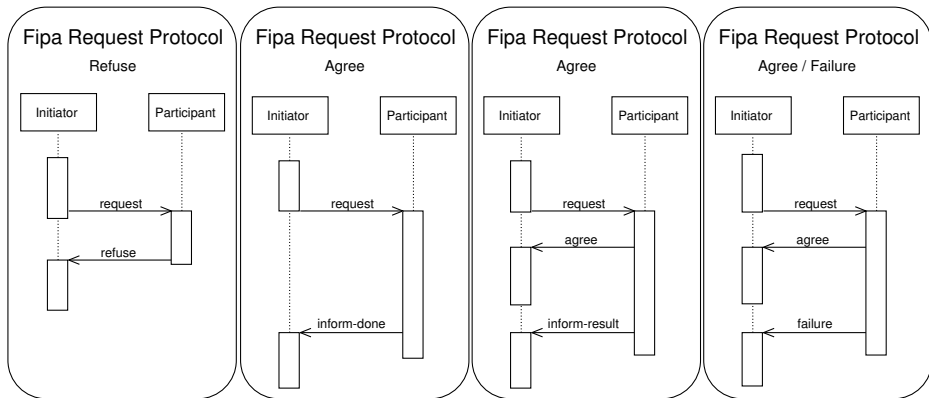 Fipa Request Protocol
Refuse
Initiator
Participant
request
refuse
Fipa Request Protocol
Agree
Initiator
Participant
request
inform-done
Fipa Request Protocol
Agree
Initiator
Participant
request
agree
inform-result
Fipa Request Protocol
Agree / Failure
Initiator
Participant
request
agree
failure